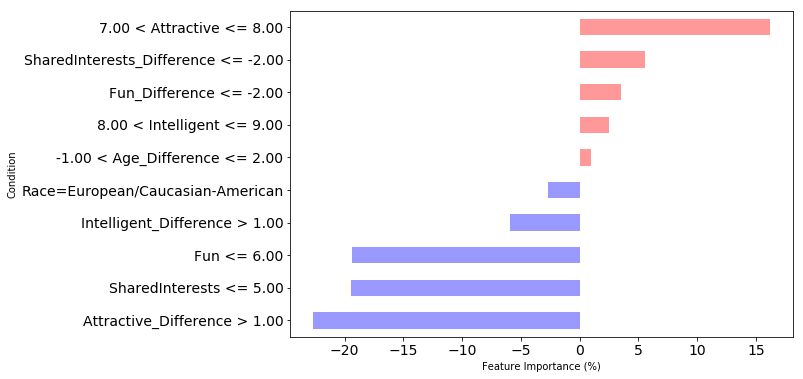 7.00 < Attractive <= 8.00
SharedInterests_Difference <= -2.00
Fun_Difference <= -2.00
8.00 < Intelligent <= 9.00
-1.00 < Age_Difference <= 2.00
Race=European/Caucasian-American
Intelligent_Difference > 1.00
Fun <= 6.00
SharedInterests <= 5.00
Attractive_Difference > 1.00
Condition
−20 −15 −10 −5 0 5 10 15
Feature Importance (%)